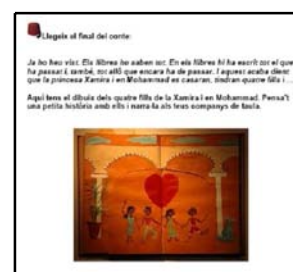 Llegeix el final del conte:
Ja ho heu vist. Els llibres ho saben tot. En els llibres hi ha escrit tot el que
ha passat i, també, tot allò que encara ha de passar. I aquest acaba dient
que la princesa Xamira i en Mohammad es casaran, tindran quatre fills i ...
Aquí tens el dibuix dels quatre fills de la Xamira i en Mohammad. Pensa't
una petita història amb ells i narra-la als teus companys de taula.